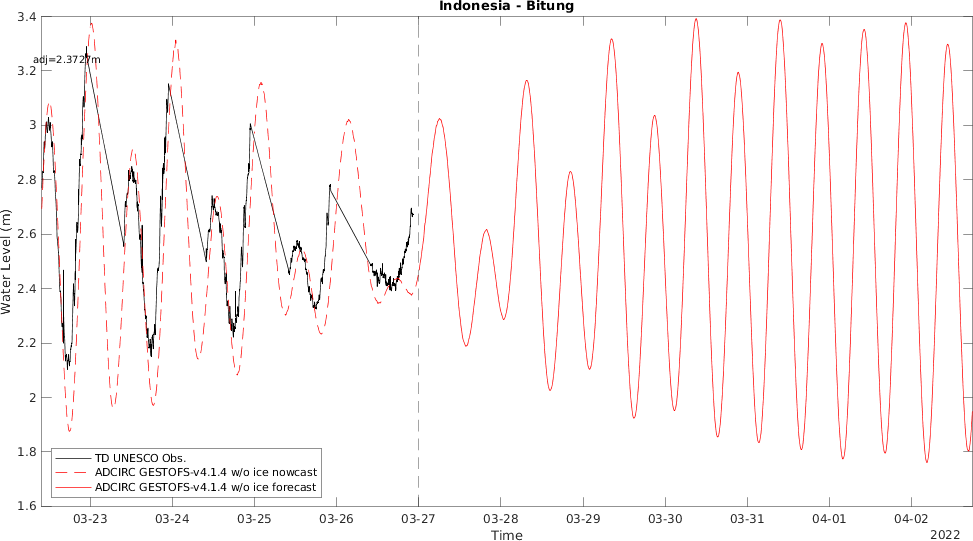 Indonesia - Bitung
3.4
adj=2.3727m
3.2
3
2.8
2.6
2.4
2.2
2
1.8
1.6
Water Level (m)
TD UNESCO Obs.
ADCIRC GESTOFS-v4.1.4 w/o ice nowcast
ADCIRC GESTOFS-v4.1.4 w/o ice forecast
03-23 03-24 03-25 03-26 03-27 03-28 03-29 03-30 03-31 04-01 04-02
Time
2022